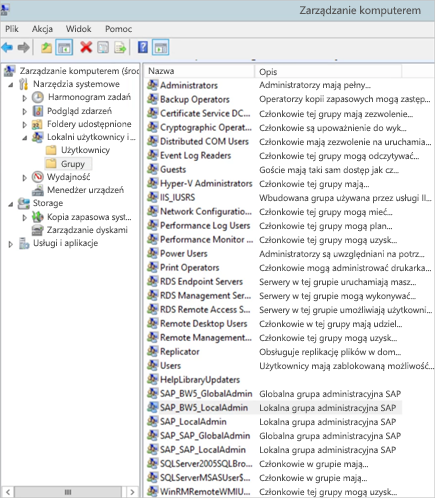 Zarządzanie komputerem
Plik Akcja Widok Pomoc
Zarządzanie komputerem (środ
Narzędzia systemowe
Harmonogram zadań
Podgląd zdarzeń
Foldery udostępnione
Lokalni użytkownicy i...
Użytkownicy
Grupy
Wydajność
Menedżer urządzeń
Storage
Kopia zapasowa syst...
Zarządzanie dyskami
Usługi i aplikacje
Nazwa Opis
Administrators Administratorzy mają pełny...
Backup Operators Operatorzy kopii zapasowych mogą zastęp...
Certificate Service DC... Członkowie tej grupy mają zezwolenie...
Cryptographic Operat... Członkowie są upoważnienie do wyk...
Distributed COM Users Członkowie mają zezwolenie na uruchamia...
Event Log Readers Członkowie tej grupy mogą odczytywać...
Guests Goście mają taki sam dostęp jak cz...
Hyper-V Administrators Członkowie tej grupy mają...
IIS_IUSRS Wbudowana grupa używana przez usługi II...
Network Configuratio... Członkowie tej grupy mogą mieć...
Performance Log Users Członkowie tej grupy mogą plan...
Performance Monitor ... Członkowie tej grupy mogą uzysk...
Power Users Administratorzy są uwzględniani na potrz...
Print Operators Członkowie mogą administrować drukarka...
RDS Endpoint Servers Serwery w tej grupie uruchamiają masz...
RDS Management Ser... Serwery w tej grupie mogą wykonywać...
RDS Remote Access S... Serwery w tej grupie umożliwiają użytkowni...
Remote Desktop Users Członkowie tej grupy mają udziel...
Remote Management... Członkowie tej grupy mogą uzysk...
Replicator Obsługuje replikację plików w dom...
Users Użytkownicy mają zablokowaną możliwość...
HelpLibraryUpdaters
SAP_BW5_GlobalAdmin Globalna grupa administracyjna SAP
SAP_BW5_LocalAdmin Lokalna grupa administracyjna SAP
SAP_LocalAdmin Lokalna grupa administracyjna SAP
SAP_SAP_GlobalAdmin Globalna grupa administracyjna SAP
SAP_SAP_LocalAdmin Lokalna grupa administracyjna SAP
SQLServer2005SQLBro... Członkowie w grupie mają...
SQLServerMSASUser$... Członkowie w grupie mają...
WinRMRemoteWMIU... Członkowie tej grupy mogą uzysk...